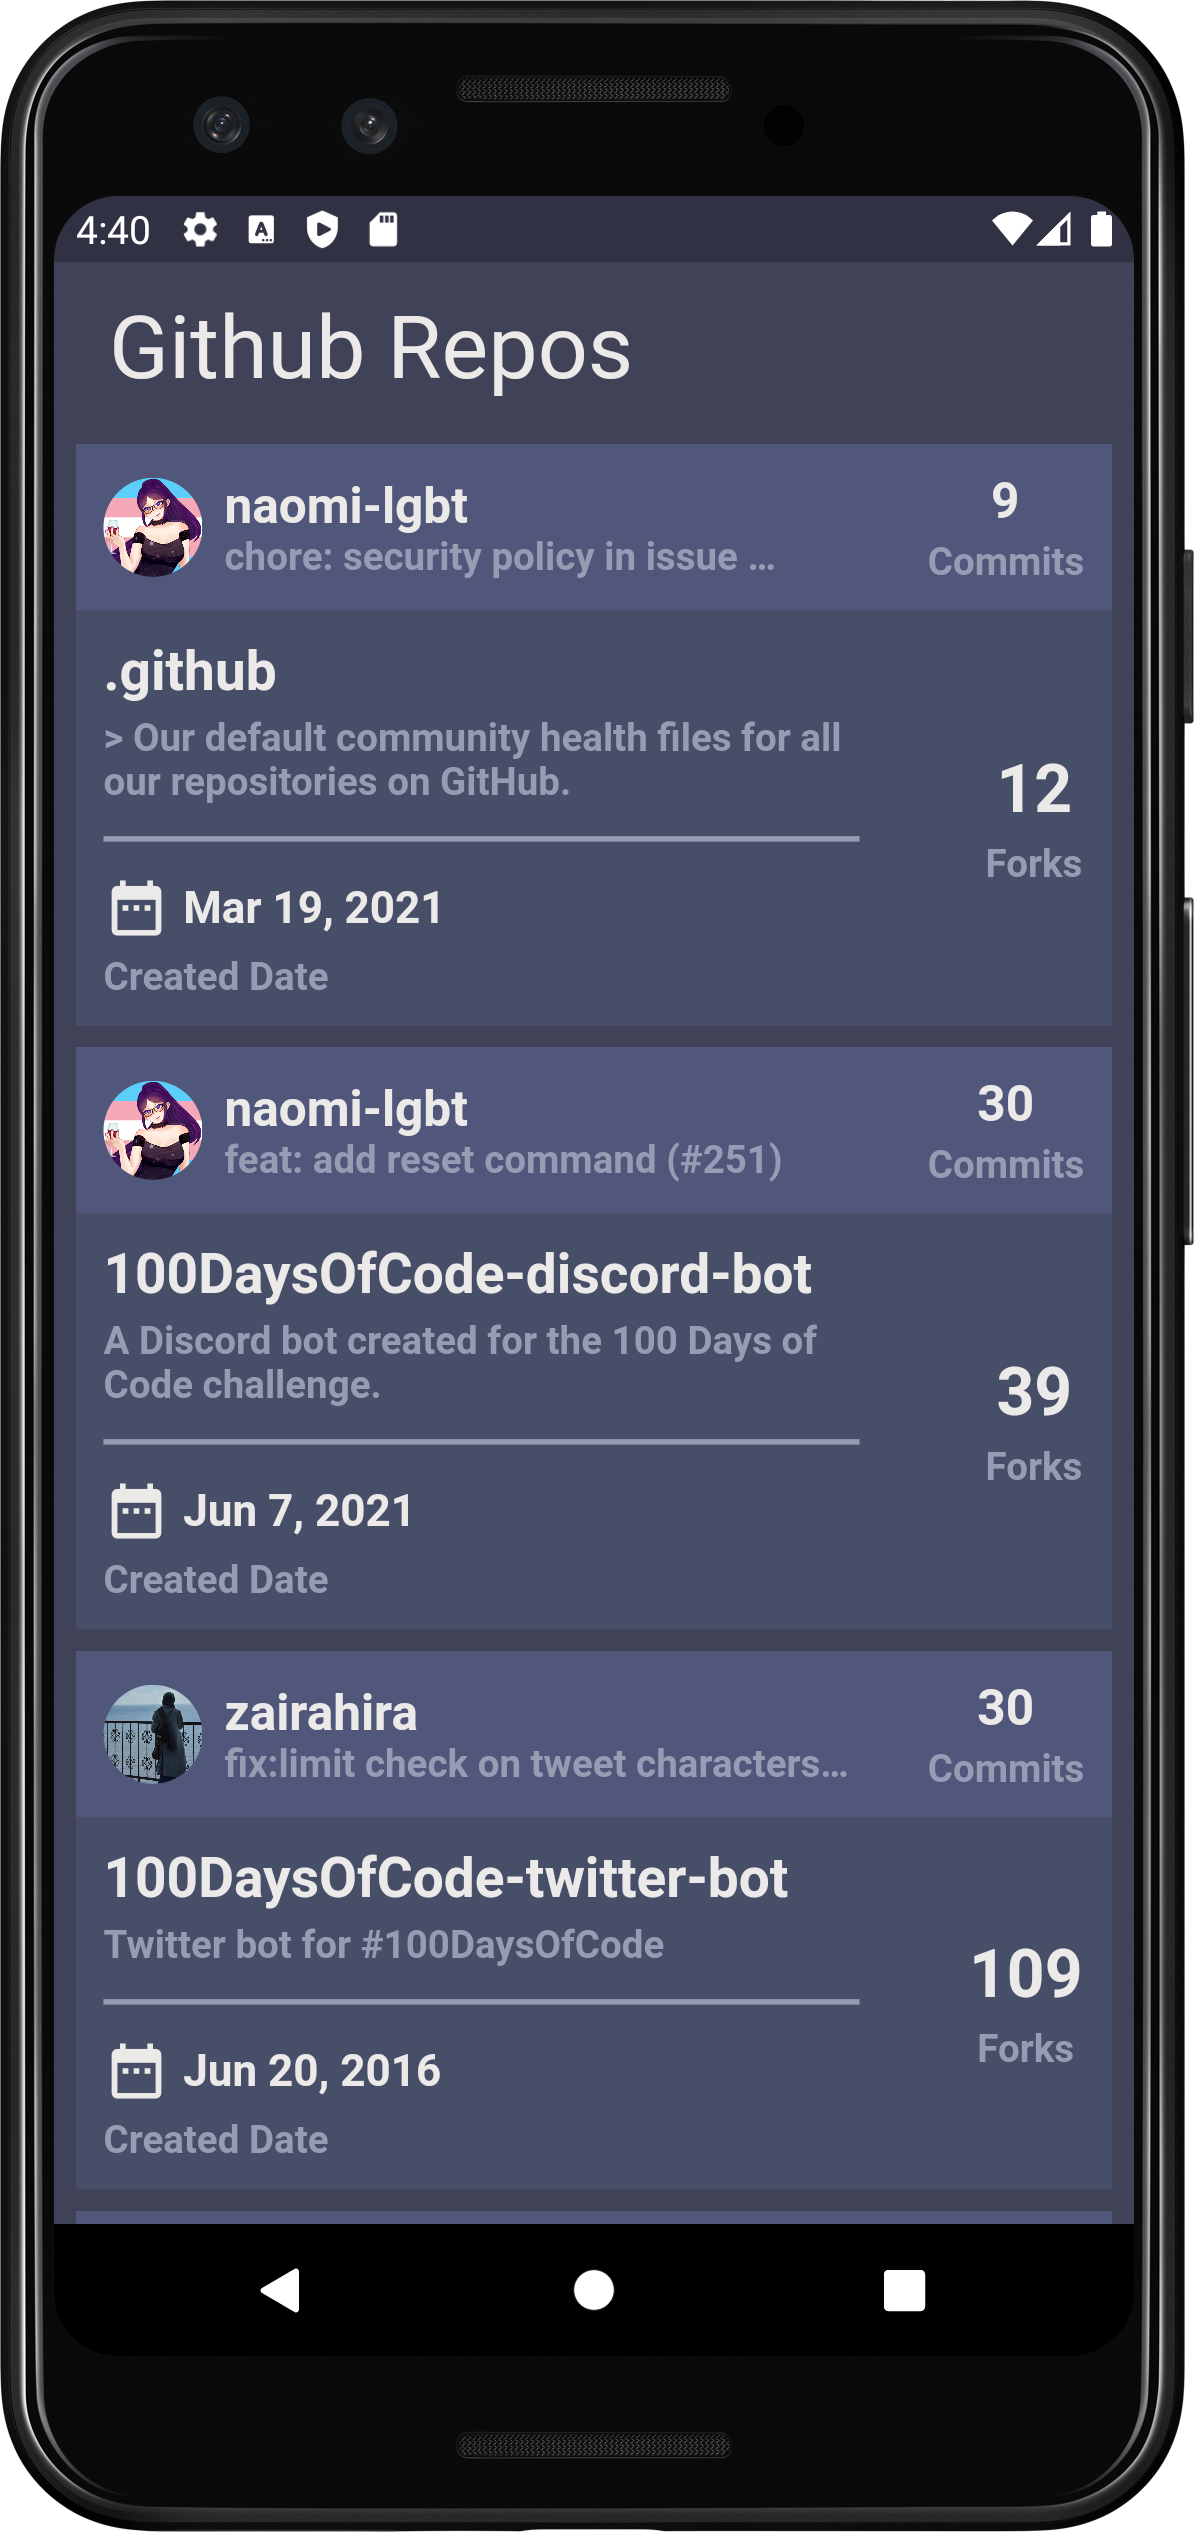 4:40
Github Repos
naomi-lgbt
chore: security policy in issue ...
9
Commits
.github
> Our default community health files for all
our repositories on GitHub.
12
Forks
Mar 19, 2021
Created Date
naomi-lgbt
feat: add reset command (#251)
30
Commits
100DaysOfCode-discord-bot
A Discord bot created for the 100 Days of
Code challenge.
39
Forks
Jun 7, 2021
Created Date
zairahira
fix:limit check on tweet characters...
30
Commits
100DaysOfCode-twitter-bot
Twitter bot for #100DaysOfCode
109
Forks
Jun 20, 2016
Created Date